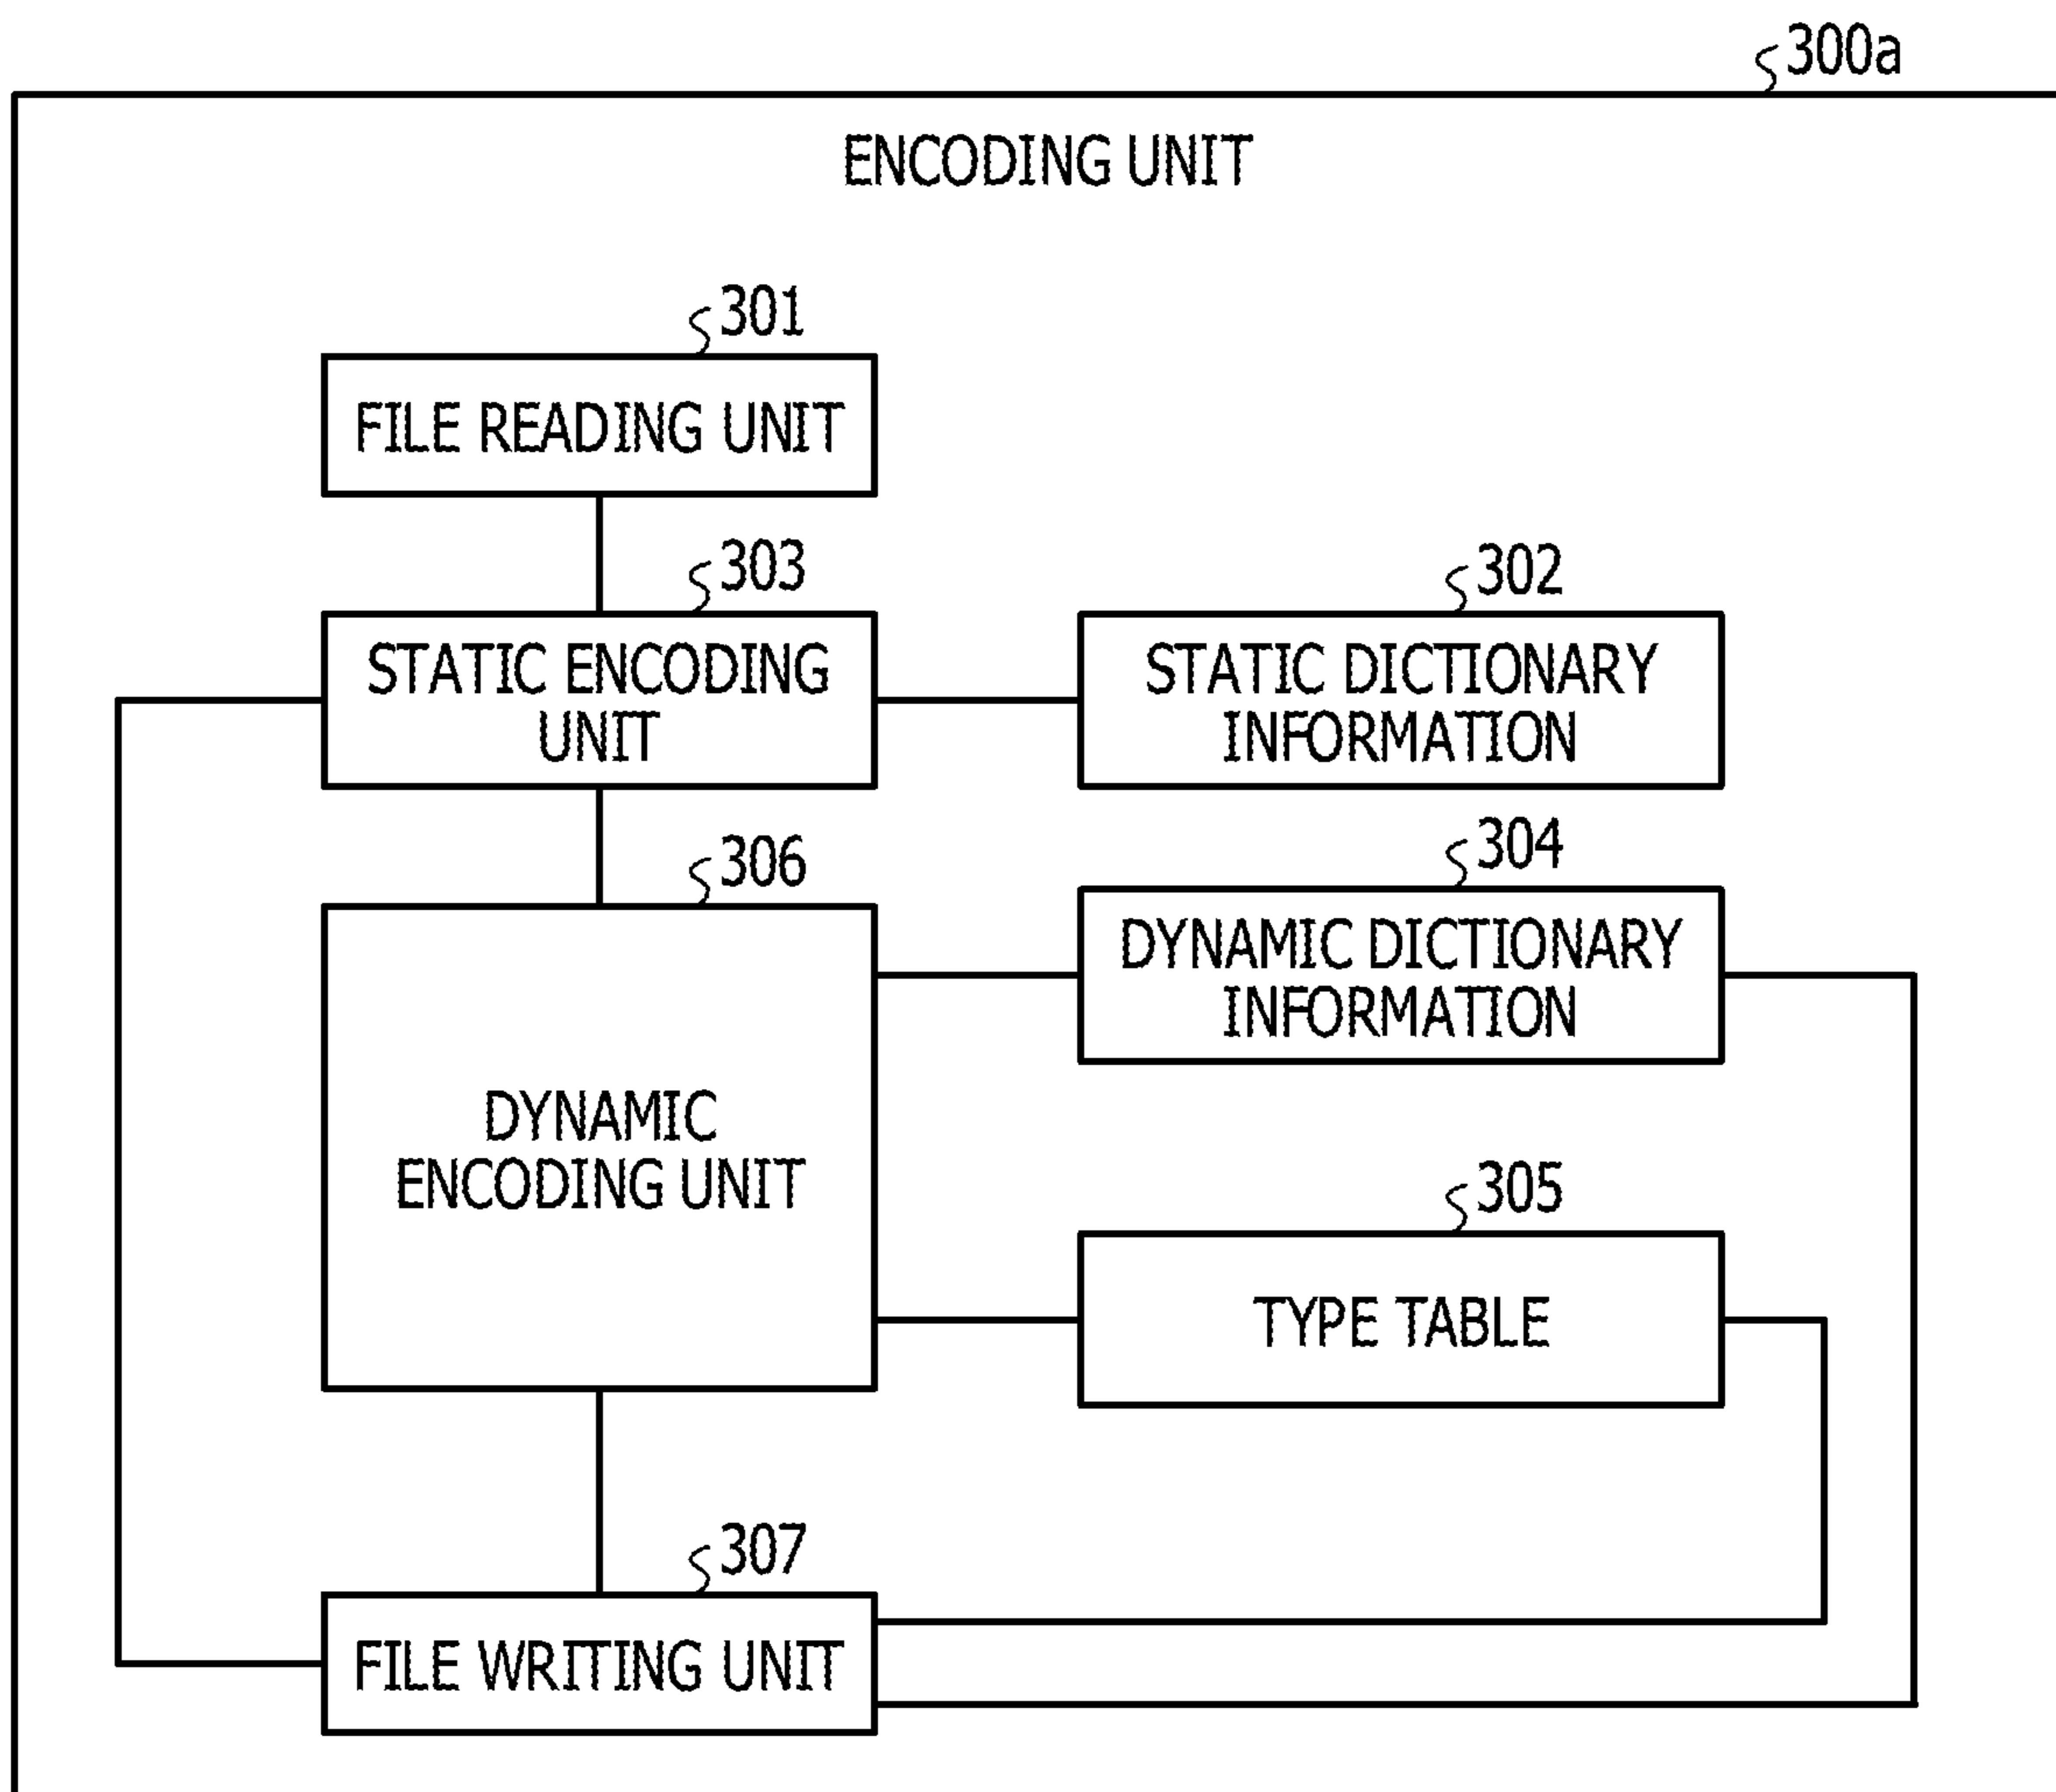 300a
ENCODING UNIT
301
FILE READING UNIT
303
STATIC ENCODING
UNIT
302
STATIC DICTIONARY
INFORMATION
306
DYNAMIC
ENCODING UNIT
304
DYNAMIC DICTIONARY
INFORMATION
305
TYPE TABLE
307
FILE WRITING UNIT